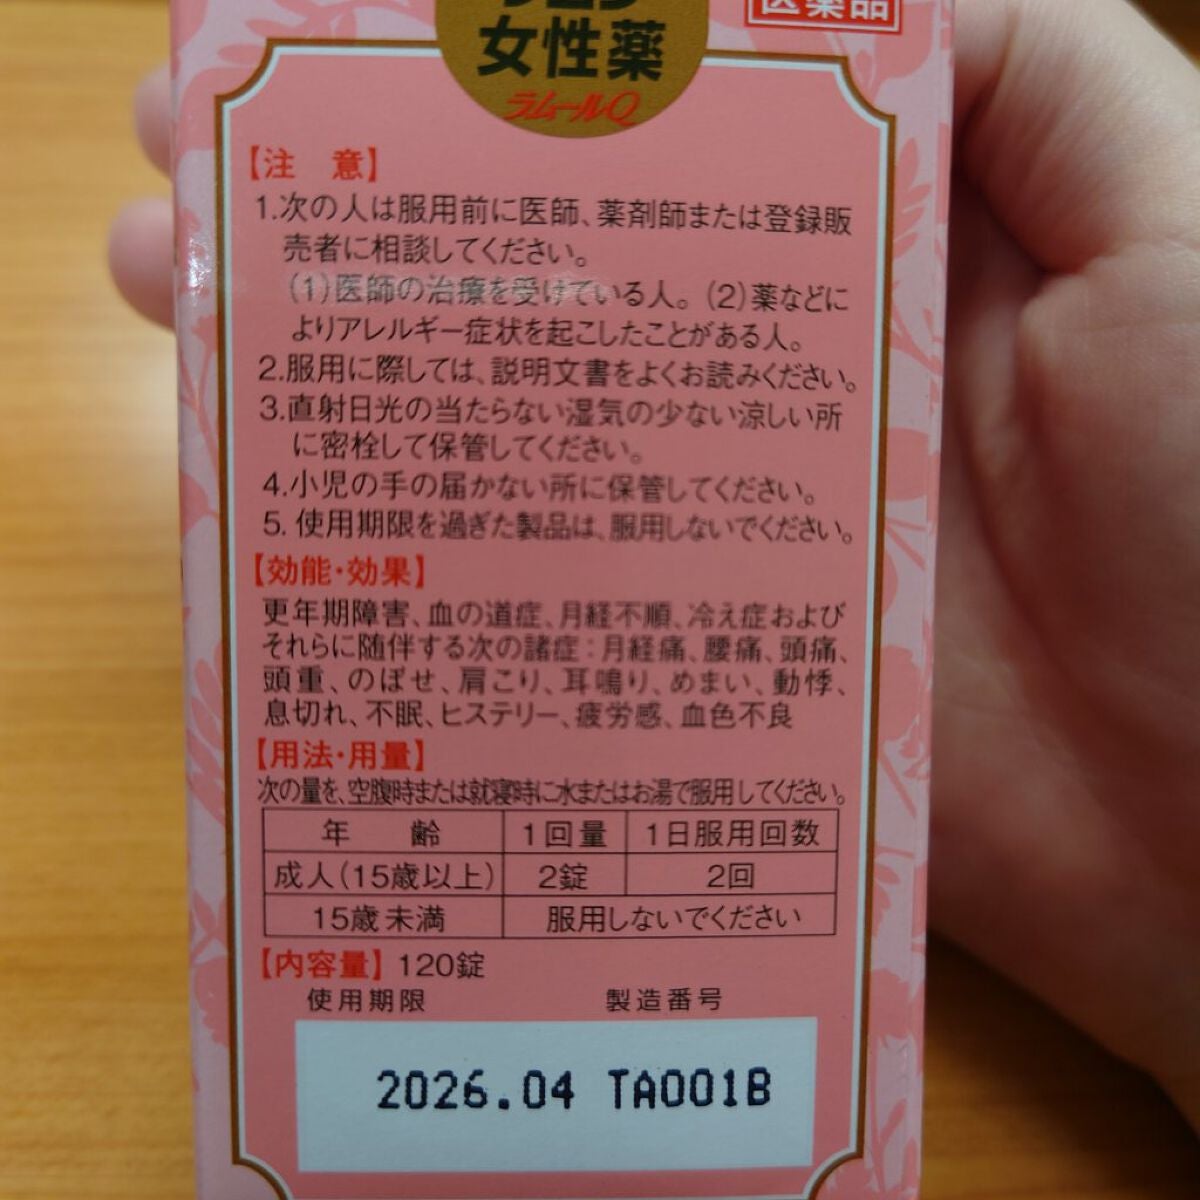 医薬品
女性薬
ラムールQ
【注　意】
1.次の人は服用前に医師、薬剤師または登録販
売者に相談してください。
(1)医師の治療を受けている人。(2)薬などに
よりアレルギー症状を起こしたことがある人。
2.服用に際しては、説明文書をよくお読みください。
3.直射日光の当たらない湿気の少ない涼しい所
に密栓して保管してください。
4.小児の手の届かない所に保管してください。
5.使用期限を過ぎた製品は、服用しないでください。
【効能・効果】
更年期障害、血の道症、月経不順、冷え症および
それらに随伴する次の諸症：月経痛、腰痛、頭痛、
頭重、のぼせ、肩こり、耳鳴り、めまい、動悸、
息切れ、不眠、ヒステリー、疲労感、血色不良
【用法・用量】
次の量を、空腹時または就寝時に水またはお湯で服用してください。
年　齢 1回量 1日服用回数
成人(15歳以上) 2錠 2回
15歳未満 服用しないでください
【内容量】120錠
使用期限 製造番号
2026.04 TA001B